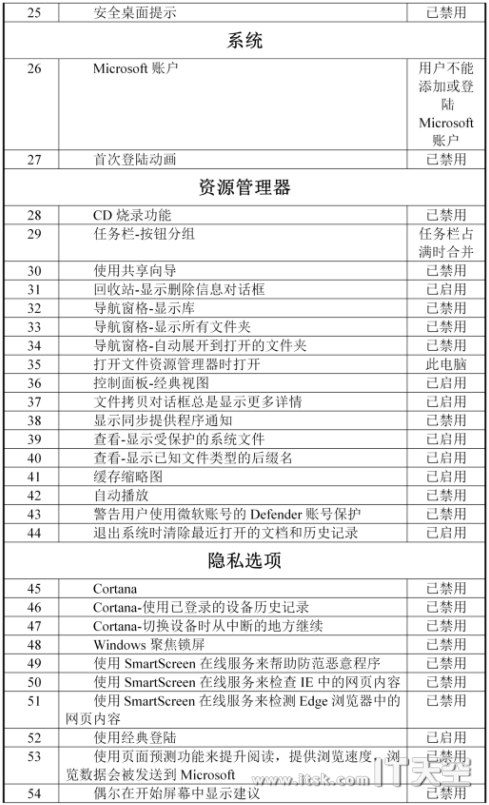 25 安全桌面提示 已禁用
系统
26 Microsoft 账户 用户不能
添加或登
陆
Microsoft
账户
27 首次登陆动画 已禁用
资源管理器
28 CD 烧录功能 已禁用
29 任务栏-按钮分组 任务栏占
满时合并
30 使用共享向导 已禁用
31 回收站-显示删除信息对话框 已启用
32 导航窗格-显示库 已禁用
33 导航窗格-显示所有文件夹 已禁用
34 导航窗格-自动展开到打开的文件夹 已禁用
35 打开文件资源管理器时打开 此电脑
36 控制面板-经典视图 已启用
37 文件拷贝对话框总是显示更多详情 已启用
38 显示同步提供程序通知 已禁用
39 查看-显示受保护的系统文件 已启用
40 查看-显示已知文件类型的后缀名 已启用
41 缓存缩略图 已启用
42 自动播放 已禁用
43 警告用户使用微软账号的 Defender 账号保护 已禁用
44 退出系统时清除最近打开的文档和历史记录 已启用
隐私选项
45 Cortana 已禁用
46 Cortana-使用已登录的设备历史记录 已禁用
47 Cortana-切换设备时从中断的地方继续 已禁用
48 Windows 聚焦锁屏 已禁用
49 使用 SmartScreen 在线服务来帮助防范恶意程序 已禁用
50 使用 SmartScreen 在线服务来检查 IE 中的网页内容 已禁用
51 使用 SmartScreen 在线服务来检测 Edge 浏览器中的 已禁用
网页内容
52 使用经典登陆 已启用
53 使用页面预测功能来提升阅读，提供浏览速度，浏 已禁用
览数据会被发送到 Microsoft
54 偶尔在开始屏幕中显示建议 已禁用
www.itsk.com IT天空